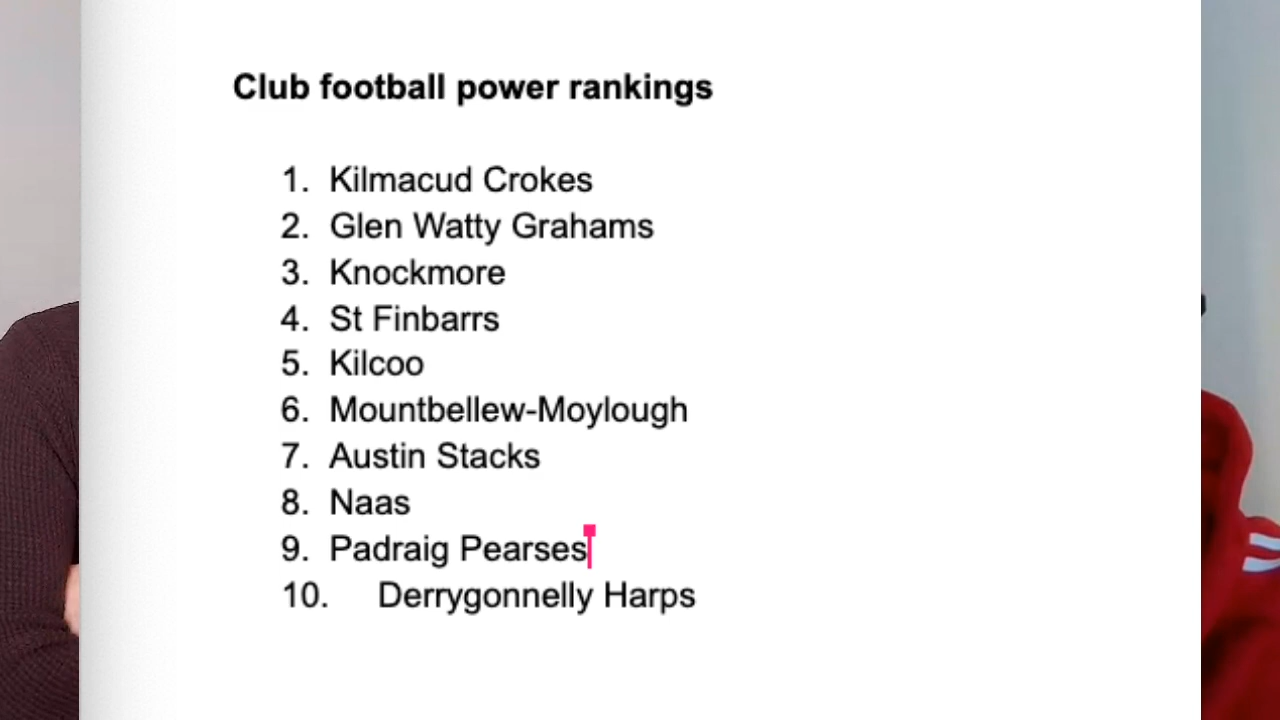 Club football power rankings
1. Kilmacud Crokes
2. Glen Watty Grahams
3. Knockmore
4. St Finbarrs
5. Kilcoo
6. Mountbellew-Moylough
7. Austin Stacks
8. Naas
9. Padraig Pearses
10. Derrygonnelly Harps